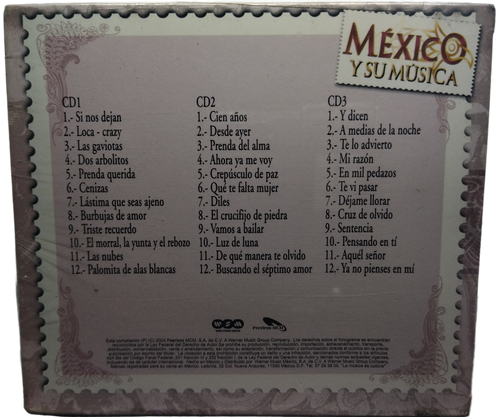 MÉXICO
Y SU MÚSICA
CD1
1.- Si nos dejan
2.- Loca - crazy
3.- Las gaviotas
4.- Dos arbolitos
5.- Prenda querida
6.- Cenizas
7.- Lástima que seas ajeno
8.- Burbujas de amor
9.- Triste recuerdo
10.- El morral, la yunta y el rebozo
11.- Las nubes
12.- Palomita de alas blancas
CD2
1.- Cien años
2.- Desde ayer
3.- Prenda del alma
4.- Ahora ya me voy
5.- Crepúsculo de paz
6.- Qué te falta mujer
7.- Diles
8.- El crucifijo de piedra
9.- Vamos a bailar
10.- Luz de luna
11.- De qué manera te olvido
12.- Buscando el séptimo amor
CD3
1.- Y dicen
2.- A medias de la noche
3.- Te lo advierto
4.- Mi razón
5.- En mil pedazos
6.- Te vi pasar
7.- Déjame llorar
8.- Cruz de olvido
9.- Sentencia
10.- Pensando en tí
11.- Aquél señor
12.- Ya no pienses en mí